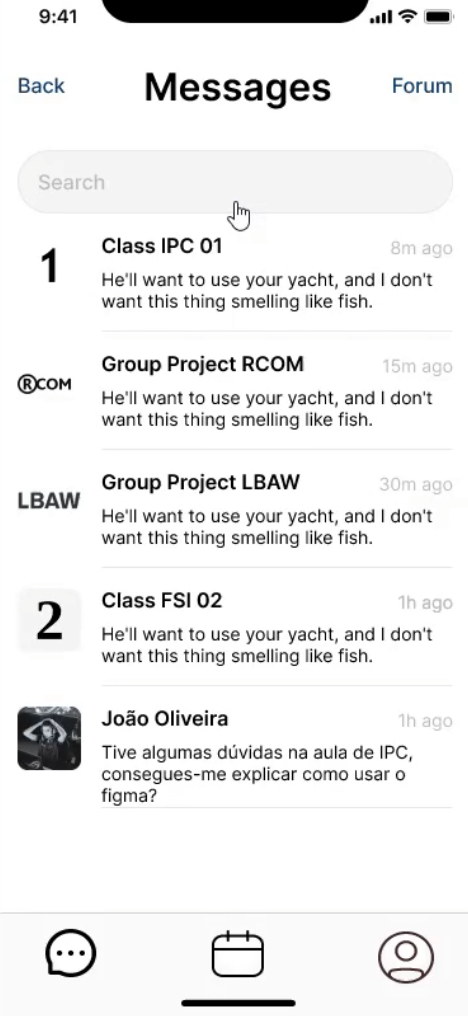 9:41
Back Messages Forum
Search
1 Class IPC 01 8m ago
He'll want to use your yacht, and I don't
want this thing smelling like fish.
Group Project RCOM 15m ago
®COM He'll want to use your yacht, and I don't
want this thing smelling like fish.
Group Project LBAW 30m ago
LBAW He'll want to use your yacht, and I don't
want this thing smelling like fish.
2 Class FSI 02 1h ago
He'll want to use your yacht, and I don't
want this thing smelling like fish.
João Oliveira 1h ago
Tive algumas dúvidas na aula de IPC,
consegues-me explicar como usar o
figma?